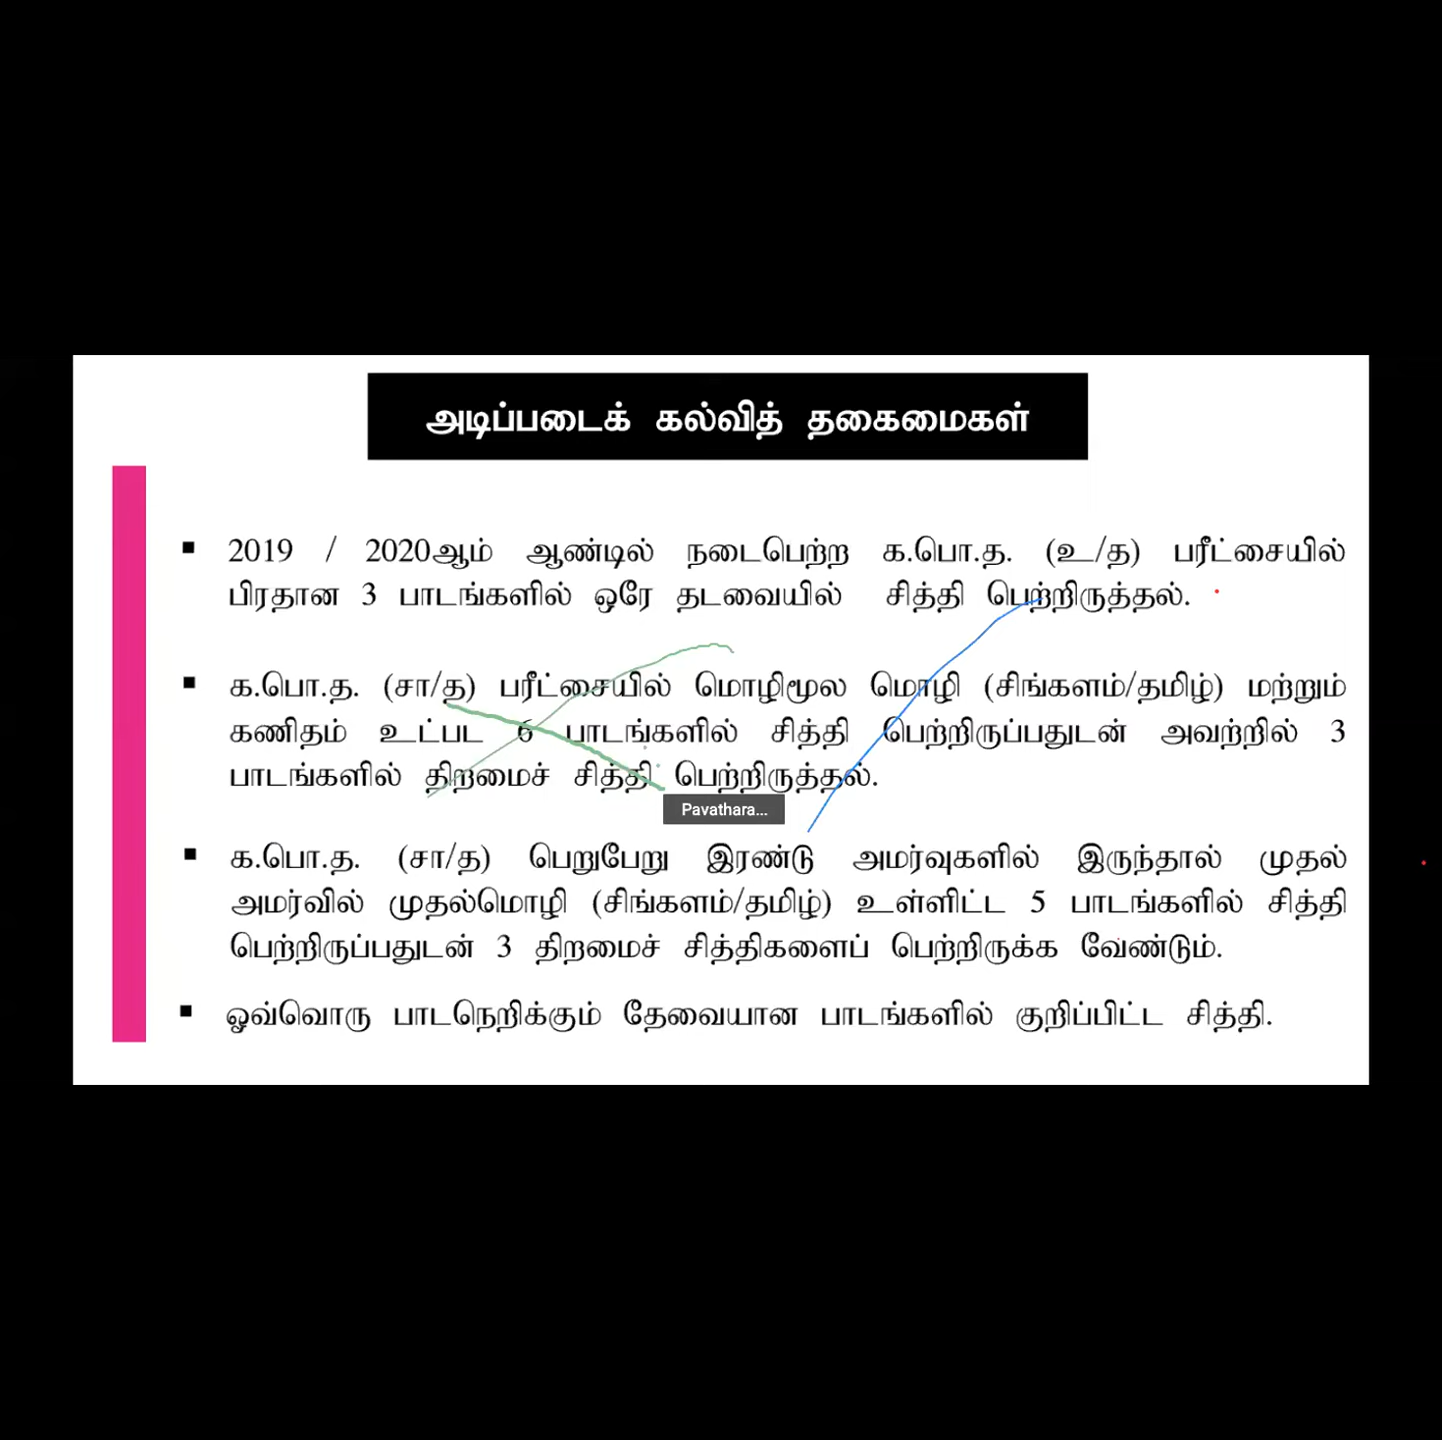 அடிப்படைக் கல்வித் தகைமைகள்
▪ 2019 / 2020ஆம் ஆண்டில் நடைபெற்ற க.பொ.த. (உ/த) பரீட்சையில்
பிரதான 3 பாடங்களில் ஒரே தடவையில் சித்தி பெற்றிருத்தல்.
▪ க.பொ.த. (சா/த) பரீட்சையில் மொழிமூல மொழி (சிங்களம்/தமிழ்) மற்றும்
கணிதம் உட்பட 6 பாடங்களில் சித்தி பெற்றிருப்பதுடன் அவற்றில் 3
பாடங்களில் திறமைச் சித்தி பெற்றிருத்தல்.
Pavathara...
▪ க.பொ.த. (சா/த) பெறுபேறு இரண்டு அமர்வுகளில் இருந்தால் முதல்
அமர்வில் முதல்மொழி (சிங்களம்/தமிழ்) உள்ளிட்ட 5 பாடங்களில் சித்தி
பெற்றிருப்பதுடன் 3 திறமைச் சித்திகளைப் பெற்றிருக்க வேண்டும்.
▪ ஒவ்வொரு பாடநெறிக்கும் தேவையான பாடங்களில் குறிப்பிட்ட சித்தி.